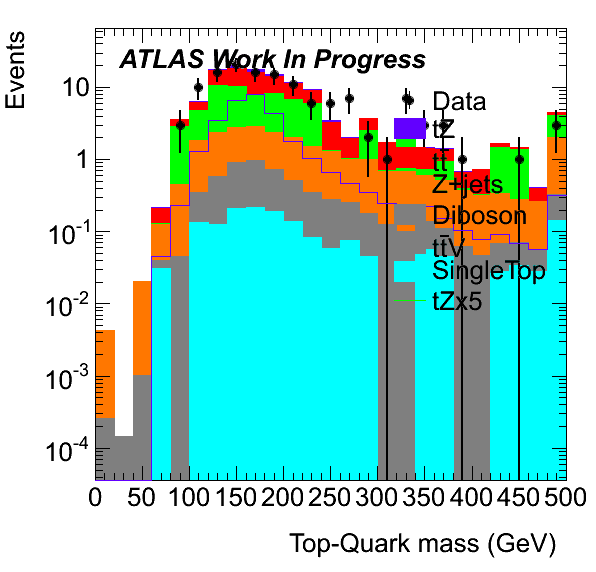 Events
ATLAS Work In Progress
Data
tZ
tt̄
Z+jets
Diboson
tt̄V
SingleTop
tZx5
10
1
10-1
10-2
10-3
10-4
0 50 100 150 200 250 300 350 400 450 500
Top-Quark mass (GeV)